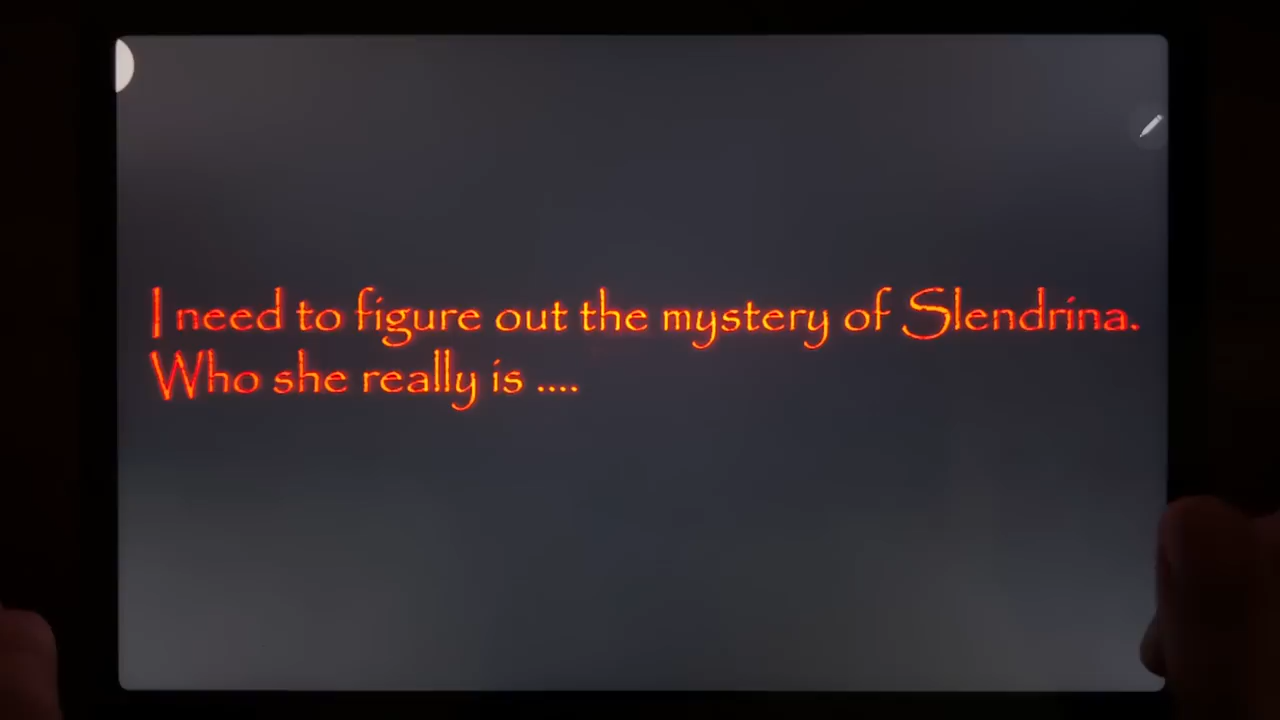 I need to figure out the mystery of Slendrina.
Who she really is ....